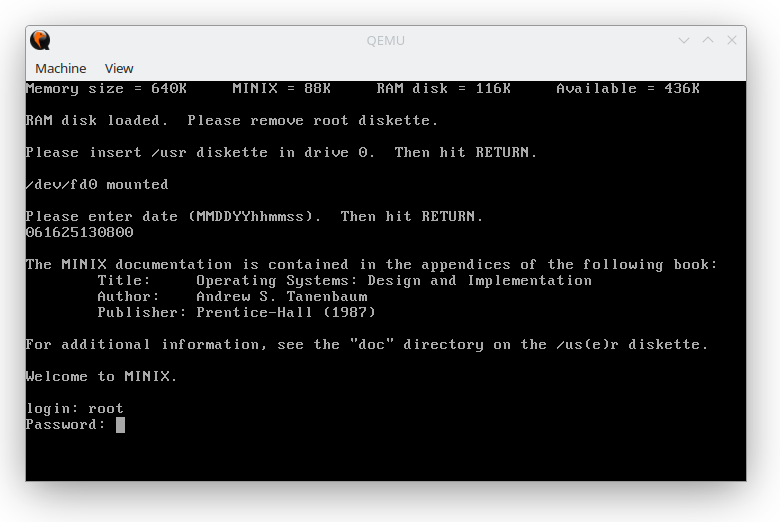 QEMU
Machine View
Memory size = 640K     MINIX = 88K     RAM disk = 116K     Available = 436K
RAM disk loaded.  Please remove root diskette.
Please insert /usr diskette in drive 0.  Then hit RETURN.
/dev/fd0 mounted
Please enter date (MMDDYYhhmmss).  Then hit RETURN.
061625130800
The MINIX documentation is contained in the appendices of the following book:
        Title:     Operating Systems: Design and Implementation
        Author:    Andrew S. Tanenbaum
        Publisher: Prentice-Hall (1987)
For additional information, see the "doc" directory on the /us(e)r diskette.
Welcome to MINIX.
login: root
Password: